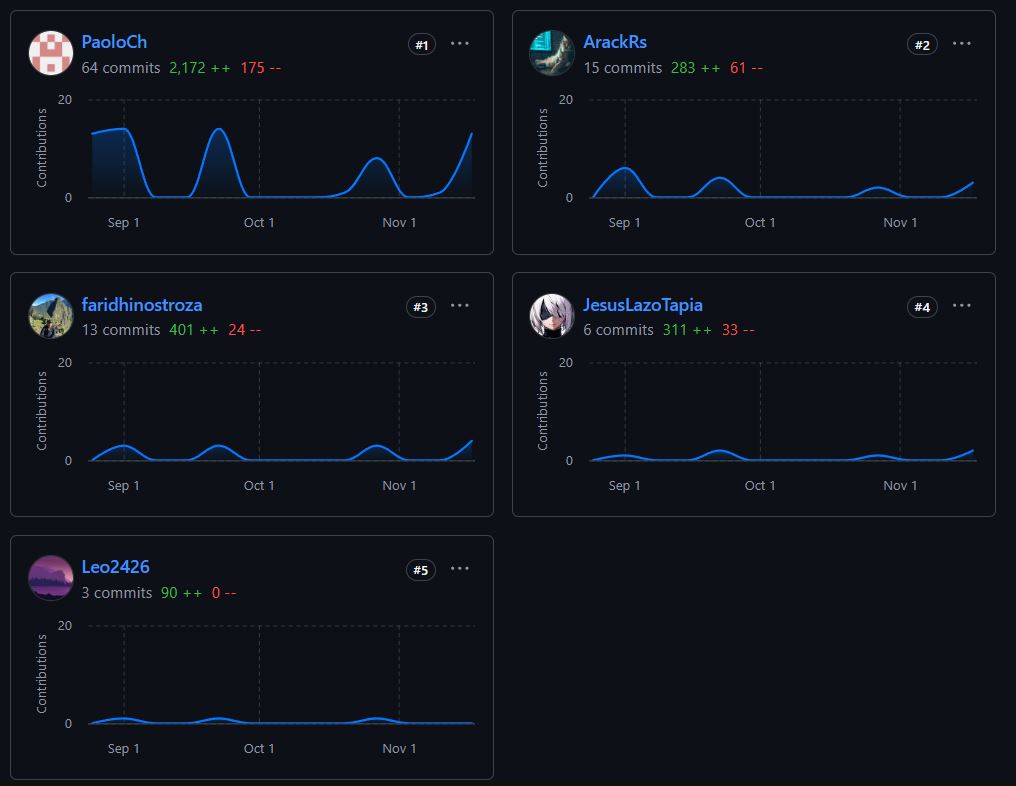 PaoloCh #1 ...
64 commits 2,172 ++ 175 --
20
Contributions
0
Sep 1 Oct 1 Nov 1
ArackRs #2 ...
15 commits 283 ++ 61 --
20
Contributions
0
Sep 1 Oct 1 Nov 1
faridhinostroza #3 ...
13 commits 401 ++ 24 --
20
Contributions
0
Sep 1 Oct 1 Nov 1
JesusLazoTapia #4 ...
6 commits 311 ++ 33 --
20
Contributions
0
Sep 1 Oct 1 Nov 1
Leo2426 #5 ...
3 commits 90 ++ 0 --
20
Contributions
0
Sep 1 Oct 1 Nov 1